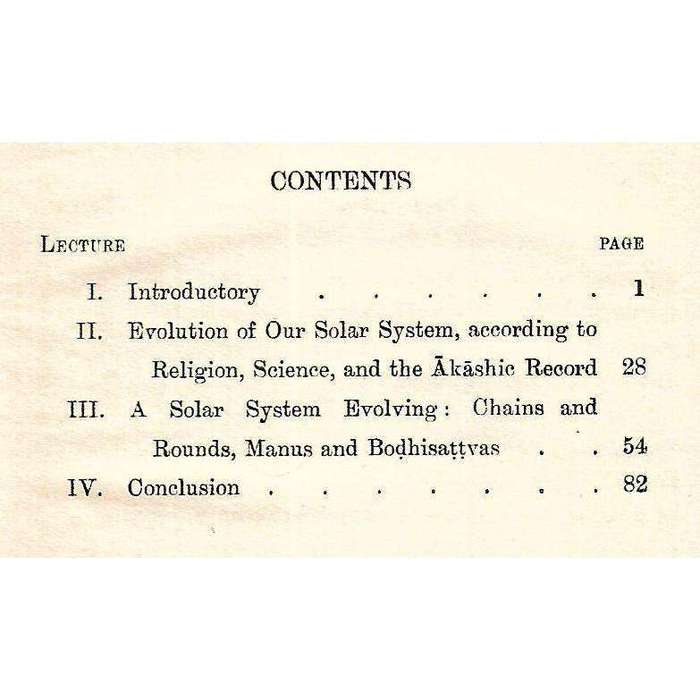 CONTENTS
LECTURE PAGE
I. Introductory . . . . . . 1
II. Evolution of Our Solar System, according to
Religion, Science, and the Ākāshic Record 28
III. A Solar System Evolving: Chains and
Rounds, Manus and Boḍhisaṭṭvas . . 54
IV. Conclusion . . . . . . . 82